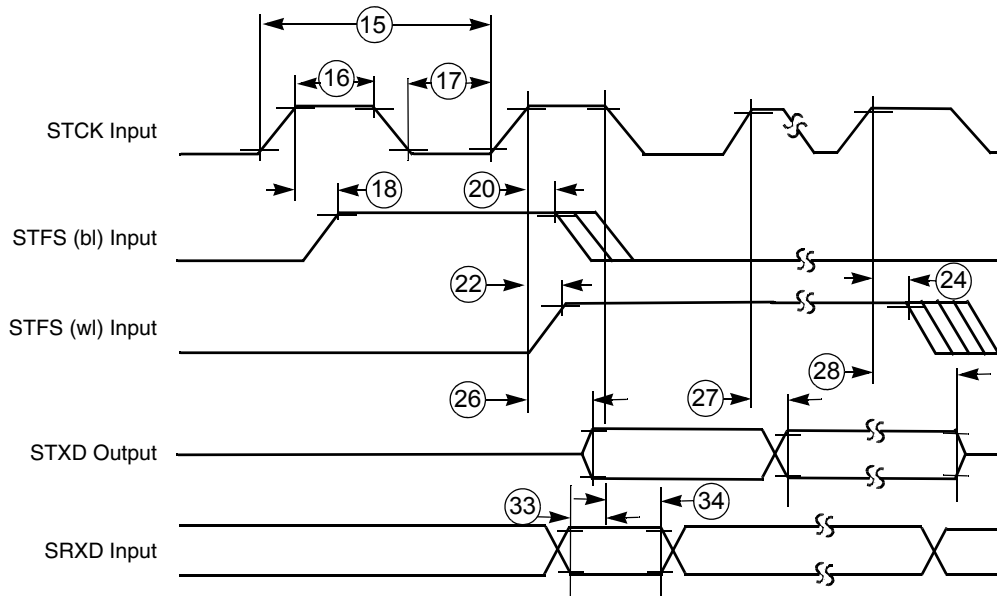 15
16
17
STCK Input
18
20
STFS (bl) Input
22
24
STFS (wl) Input
28
26
27
STXD Output
33
34
SRXD Input